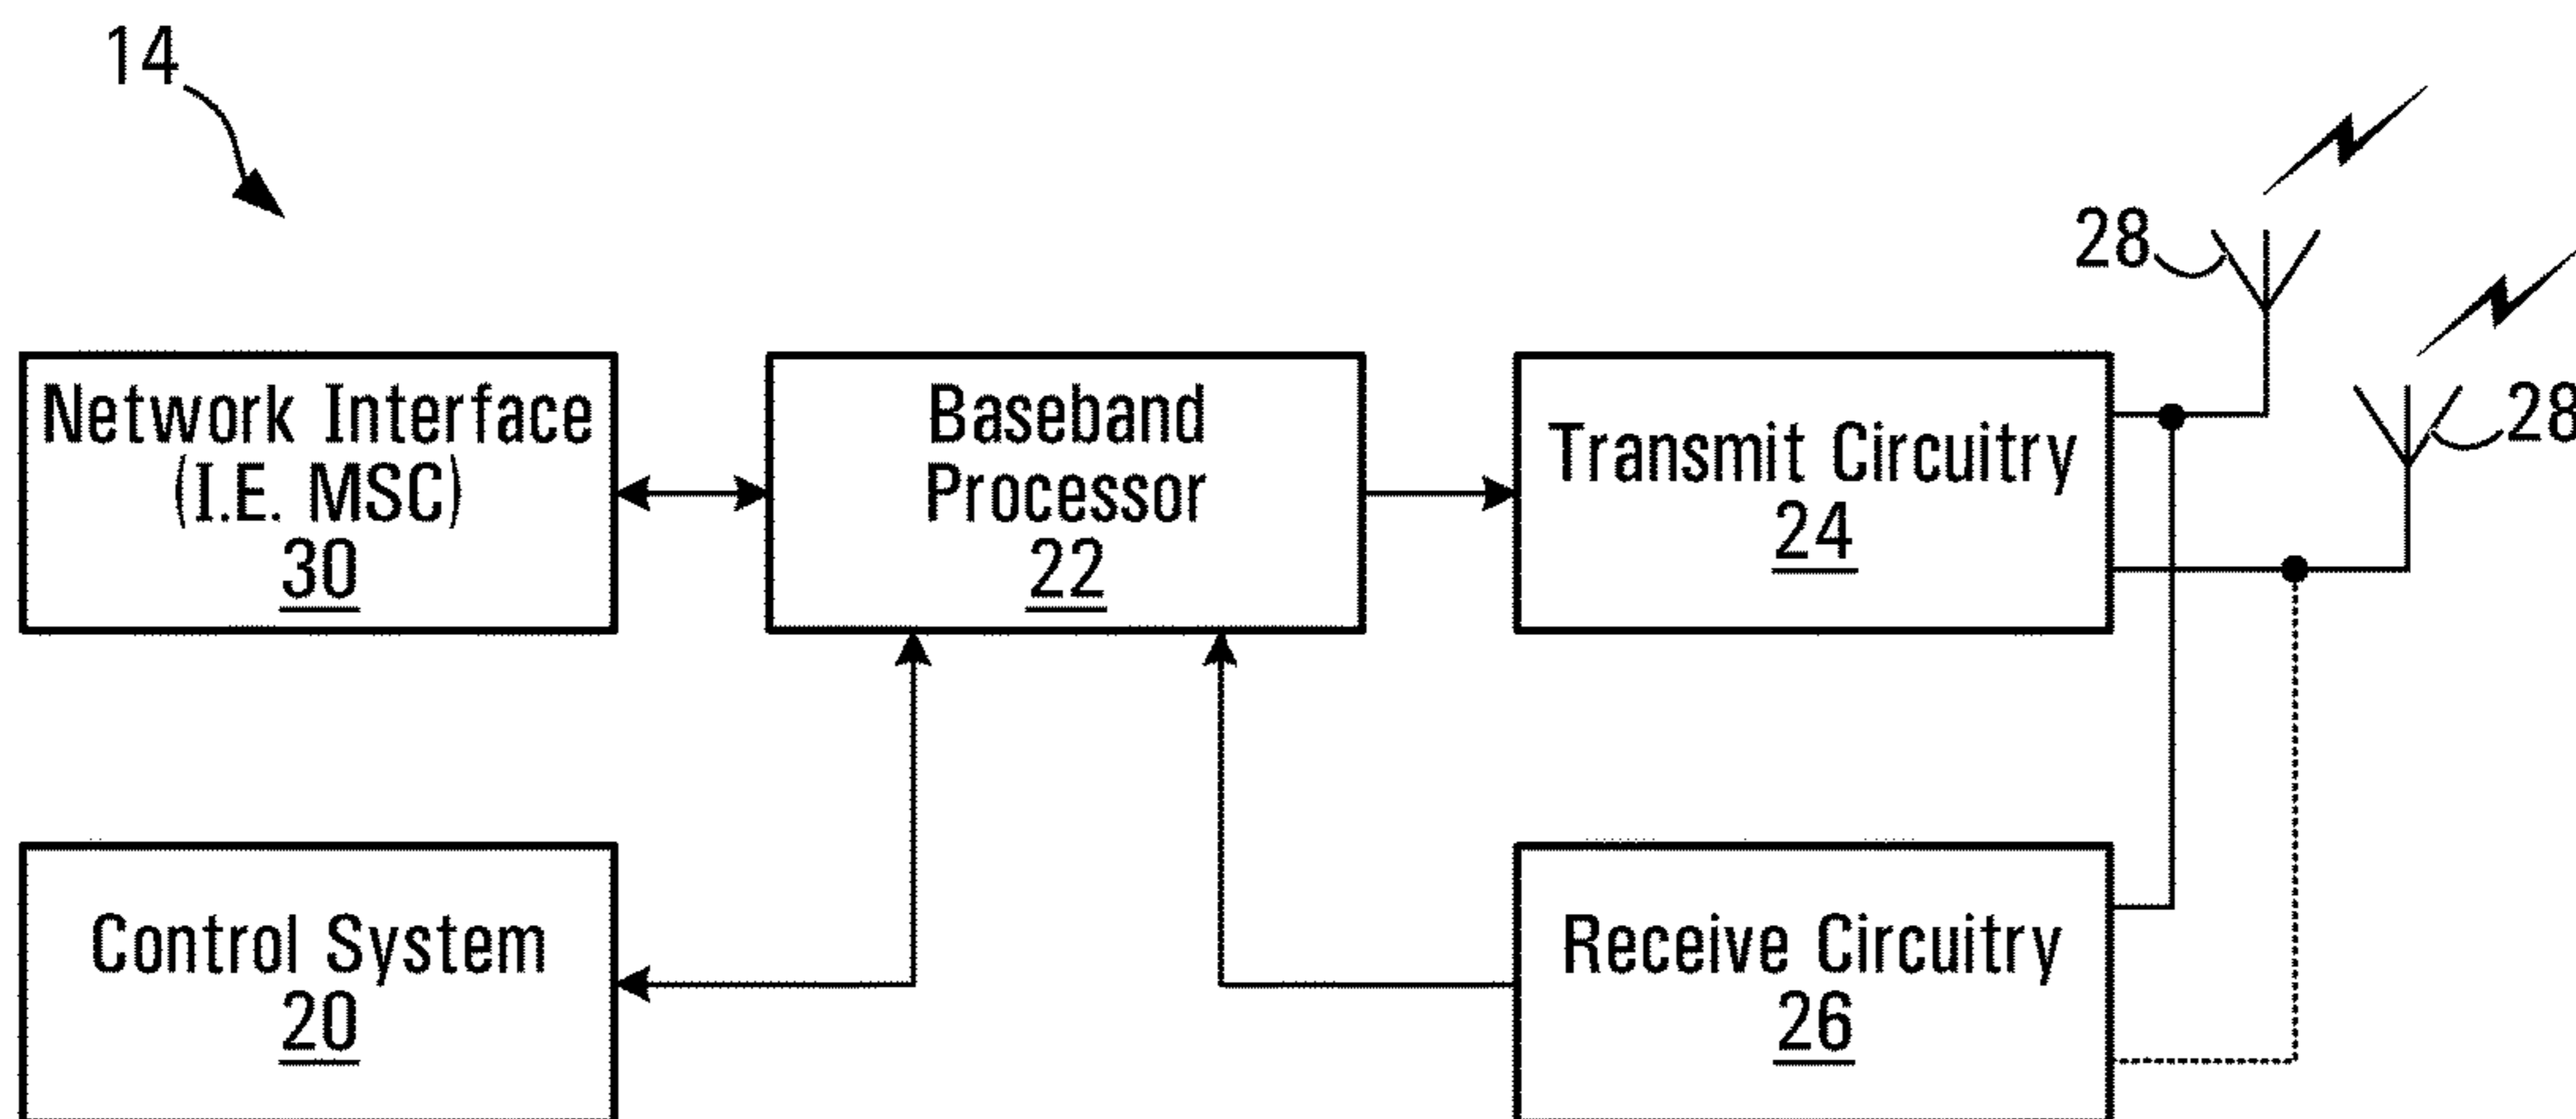 14
28
28
Network Interface
(I.E. MSC)
30
Baseband
Processor
22
Transmit Circuitry
24
Control System
20
Receive Circuitry
26